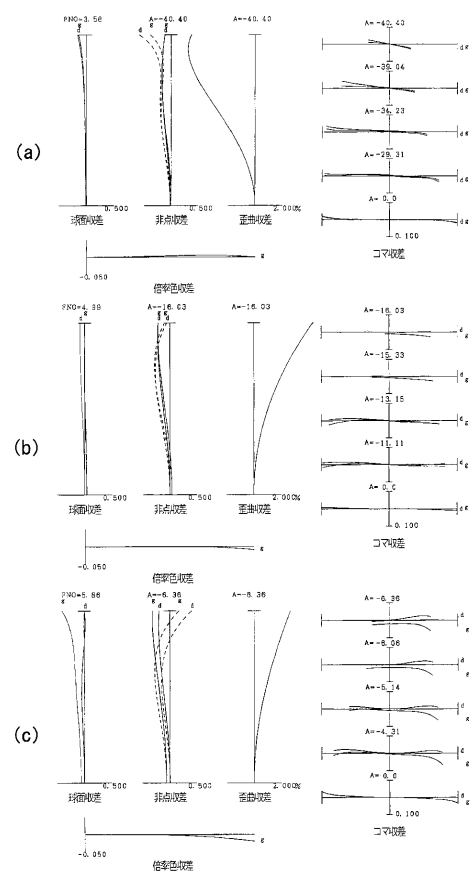 FNO=3.56
A=-40.40
A=-40.40
A=-40.40
g
d
g
d
d
g
d g
A=-39.04
d g
A=-34.23
(a)
d g
A=-29.31
d g
A=0.0
d g
0.500
0.500
2.000%
球面収差
非点収差
歪曲収差
0.100
コマ収差
g
-0.050
倍率色収差
FNO=4.89
A=-16.03
A=-16.03
A=-16.03
g
d
g
d
d
g
A=-15.33
d
g
A=-13.15
d g
(b)
A=-11.11
d g
A=0.0
d g
0.500
0.500
2.000%
球面収差
非点収差
歪曲収差
0.100
コマ収差
g
-0.050
倍率色収差
FNO=5.86
A=-6.36
A=-6.36
A=-6.36
g
d
d
g
g
d
d
g
A=-6.06
d
g
A=-5.14
d
g
(c)
A=-4.31
d
g
A=0.0
d
g
0.500
0.500
2.000%
球面収差
非点収差
歪曲収差
0.100
コマ収差
g
-0.050
倍率色収差